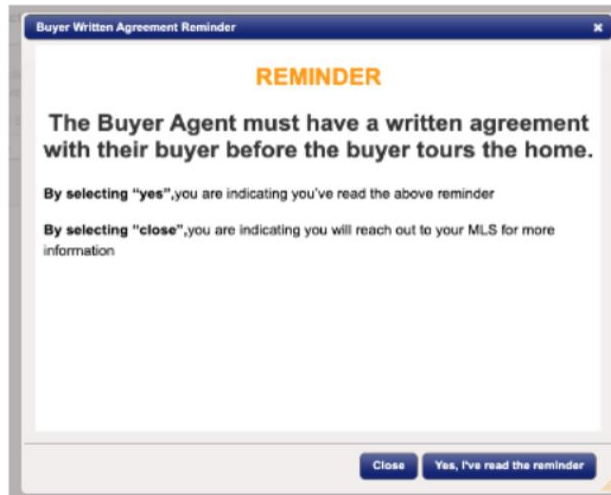 Buyer Written Agreement Reminder
REMINDER
The Buyer Agent must have a written agreement
with their buyer before the buyer tours the home.
By selecting "yes",you are indicating you've read the above reminder
By selecting "close",you are indicating you will reach out to your MLS for more
information
Close
Yes, I've read the reminder